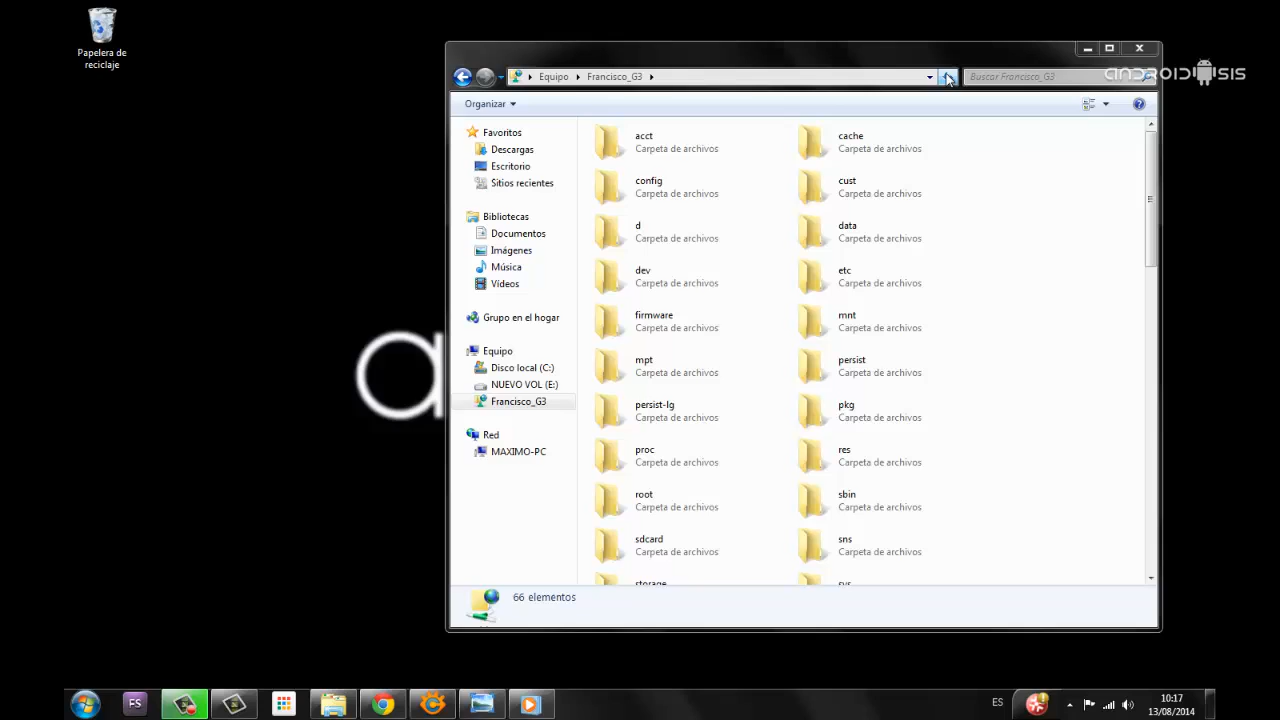 Papelera de
reciclaje
Equipo
Francisco_G3
Buscar Francisco_G3
ANDROIDSIS
Organizar
Favoritos
Descargas
Escritorio
Sitios recientes
Bibliotecas
Documentos
Imágenes
Música
Vídeos
Grupo en el hogar
Equipo
Disco local (C:)
NUEVO VOL (E:)
Francisco_G3
Red
MAXIMO-PC
acct
Carpeta de archivos
cache
Carpeta de archivos
config
Carpeta de archivos
cust
Carpeta de archivos
d
Carpeta de archivos
data
Carpeta de archivos
dev
Carpeta de archivos
etc
Carpeta de archivos
firmware
Carpeta de archivos
mnt
Carpeta de archivos
mpt
Carpeta de archivos
persist
Carpeta de archivos
persist-lg
Carpeta de archivos
pkg
Carpeta de archivos
proc
Carpeta de archivos
res
Carpeta de archivos
root
Carpeta de archivos
sbin
Carpeta de archivos
sdcard
Carpeta de archivos
sns
Carpeta de archivos
storage
sys
66 elementos
a
FS
ES
10:17
13/08/2014